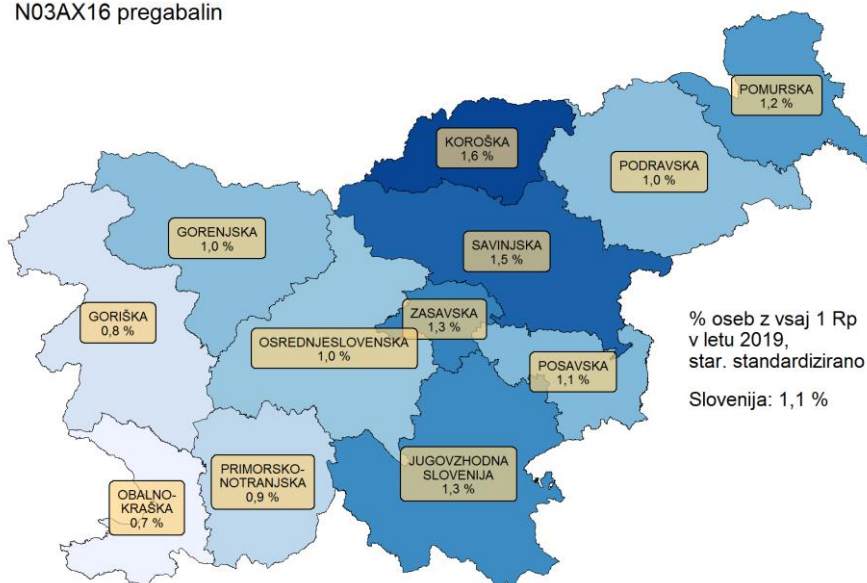 N03AX16 pregabalin
POMURSKA
1,2 %
KOROŠKA
1,6 %
PODRAVSKA
1,0 %
GORENJSKA
1,0 %
SAVINJSKA
1,5 %
GORIŠKA
0,8 %
ZASAVSKA
1,3 %
OSREDNJESLOVENSKA
1,0 %
POSAVSKA
1,1 %
% oseb z vsaj 1 Rp
v letu 2019,
star. standardizirano
Slovenija: 1,1 %
JUGOVZHODNA
SLOVENIJA
1,3 %
PRIMORSKO-
NOTRANJSKA
0,9 %
OBALNO-
KRAŠKA
0,7 %